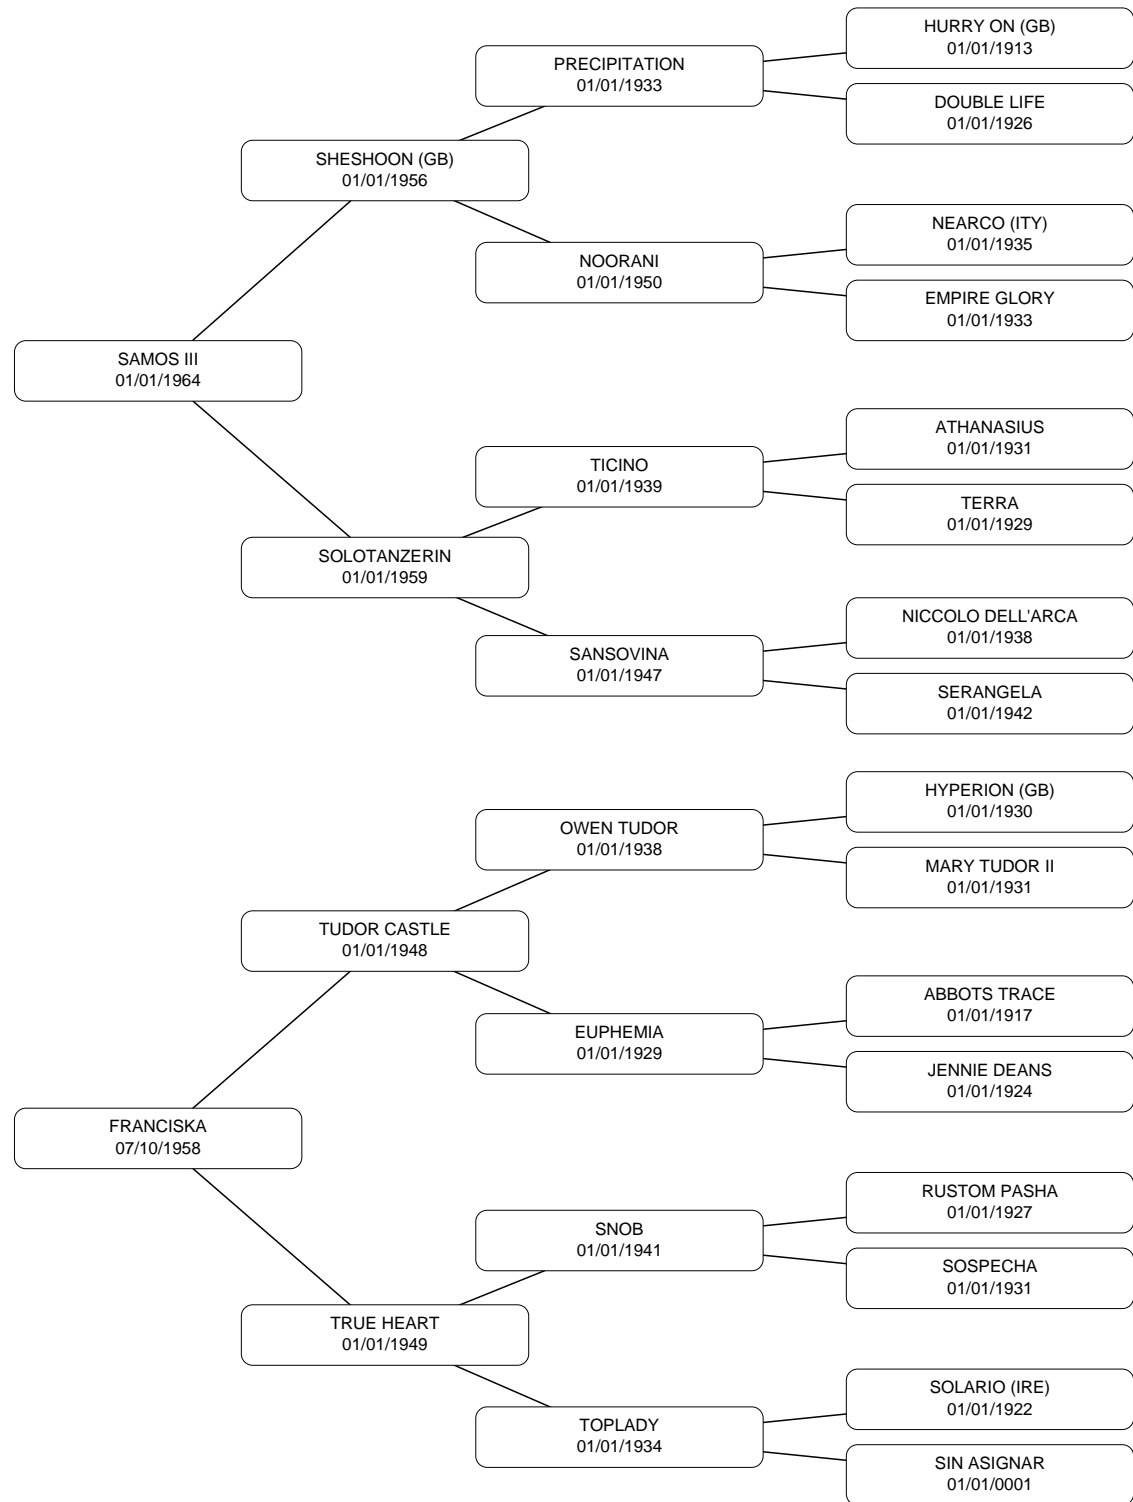 HURRY ON (GB)
01/01/1913
PRECIPITATION
01/01/1933
DOUBLE LIFE
01/01/1926
SHESHOON (GB)
01/01/1956
NEARCO (ITY)
01/01/1935
NOORANI
01/01/1950
EMPIRE GLORY
01/01/1933
SAMOS III
01/01/1964
ATHANASIUS
01/01/1931
TICINO
01/01/1939
TERRA
01/01/1929
SOLOTANZERIN
01/01/1959
NICCOLO DELL'ARCA
01/01/1938
SANSOVINA
01/01/1947
SERANGELA
01/01/1942
HYPERION (GB)
01/01/1930
OWEN TUDOR
01/01/1938
MARY TUDOR II
01/01/1931
TUDOR CASTLE
01/01/1948
ABBOTS TRACE
01/01/1917
EUPHEMIA
01/01/1929
JENNIE DEANS
01/01/1924
FRANCISKA
07/10/1958
RUSTOM PASHA
01/01/1927
SNOB
01/01/1941
SOSPECHA
01/01/1931
TRUE HEART
01/01/1949
SOLARIO (IRE)
01/01/1922
TOPLADY
01/01/1934
SIN ASIGNAR
01/01/0001